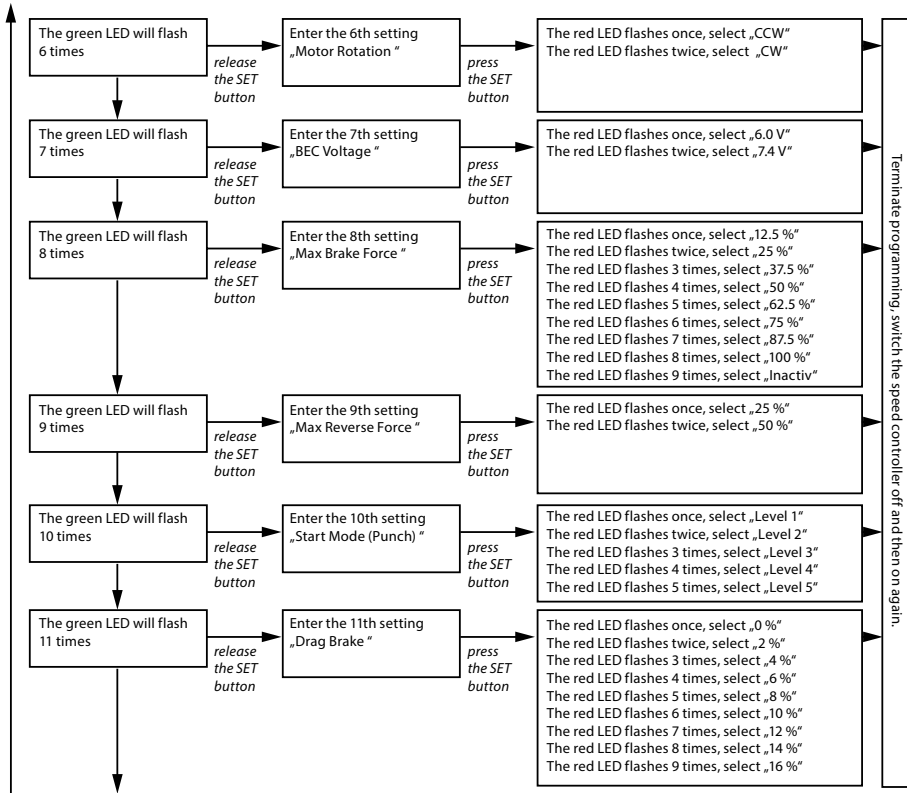 The green LED will flash
6 times
release
the SET
button
Enter the 6th setting
„Motor Rotation “
press
the SET
button
The red LED flashes once, select „CCW“
The red LED flashes twice, select  „CW“
The green LED will flash
7 times
release
the SET
button
Enter the 7th setting
„BEC Voltage “
press
the SET
button
The red LED flashes once, select „6.0 V“
The red LED flashes twice, select „7.4 V“
The green LED will flash
8 times
release
the SET
button
Enter the 8th setting
„Max Brake Force “
press
the SET
button
The red LED flashes once, select „12.5 %“
The red LED flashes twice, select „25 %“
The red LED flashes 3 times, select „37.5 %“
The red LED flashes 4 times, select „50 %“
The red LED flashes 5 times, select „62.5 %“
The red LED flashes 6 times, select „75 %“
The red LED flashes 7 times, select „87.5 %“
The red LED flashes 8 times, select „100 %“
The red LED flashes 9 times, select „Inactiv“
The green LED will flash
9 times
release
the SET
button
Enter the 9th setting
„Max Reverse Force “
press
the SET
button
The red LED flashes once, select „25 %“
The red LED flashes twice, select „50 %“
The green LED will flash
10 times
release
the SET
button
Enter the 10th setting
„Start Mode (Punch) “
press
the SET
button
The red LED flashes once, select „Level 1“
The red LED flashes twice, select „Level 2“
The red LED flashes 3 times, select „Level 3“
The red LED flashes 4 times, select „Level 4“
The red LED flashes 5 times, select „Level 5“
The green LED will flash
11 times
release
the SET
button
Enter the 11th setting
„Drag Brake “
press
the SET
button
The red LED flashes once, select „0 %“
The red LED flashes twice, select „2 %“
The red LED flashes 3 times, select „4 %“
The red LED flashes 4 times, select „6 %“
The red LED flashes 5 times, select „8 %“
The red LED flashes 6 times, select „10 %“
The red LED flashes 7 times, select „12 %“
The red LED flashes 8 times, select „14 %“
The red LED flashes 9 times, select „16 %“
Terminate programming, switch the speed controller off and then on again.